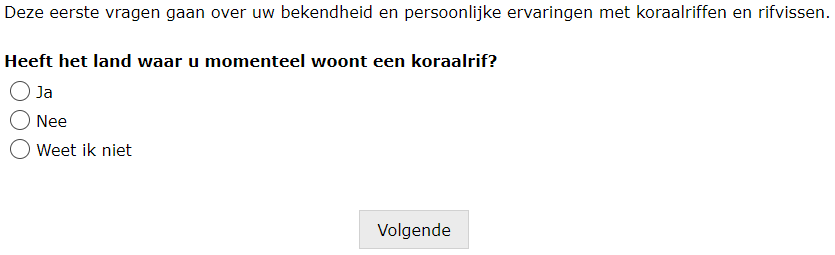 Deze eerste vragen gaan over uw bekendheid en persoonlijke ervaringen met koraalriffen en rifvissen.
Heeft het land waar u momenteel woont een koraalrif?
Ja
Nee
Weet ik niet
Volgende